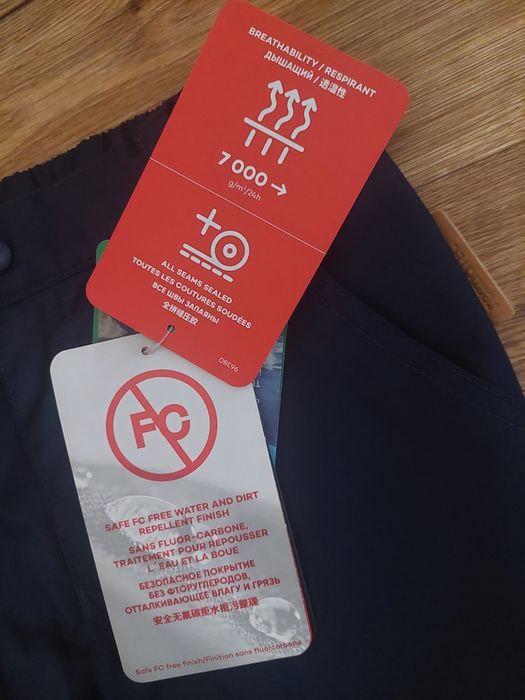 BREATHABILITY / RESPIRANT
ДЫШАЩИЙ / 透湿性
7 000 →
g/m²/24h
+
ALL SEAMS SEALED
TOUTES LES COUTURES SOUDÉES
ВСЕ ШВЫ ЗАПАЯНЫ
全拼缝压胶
FC
SAFE FC FREE WATER AND DIRT
REPELLENT FINISH
SANS FLUOR-CARBONE,
TRAITEMENT POUR REPOUSSER
L'EAU ET LA BOUE
БЕЗОПАСНОЕ ПОКРЫТИЕ
БЕЗ ФТОРУГЛЕРОДОВ,
ОТТАЛКИВАЮЩЕЕ ВЛАГУ И ГРЯЗЬ
安全无氟碳拒水拒污整理
Safe FC free finish/Finition sans fluorcarbone